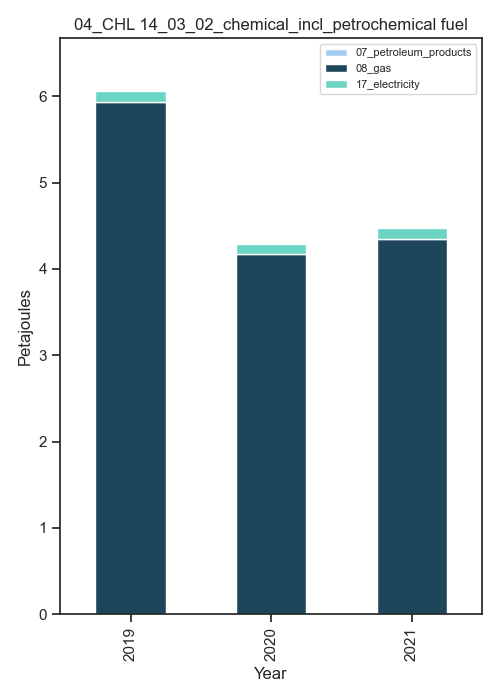 04_CHL 14_03_02_chemical_incl_petrochemical fuel
07_petroleum_products
08_gas
17_electricity
6
5
4
3
2
1
0
Petajoules
2019
2020
2021
Year